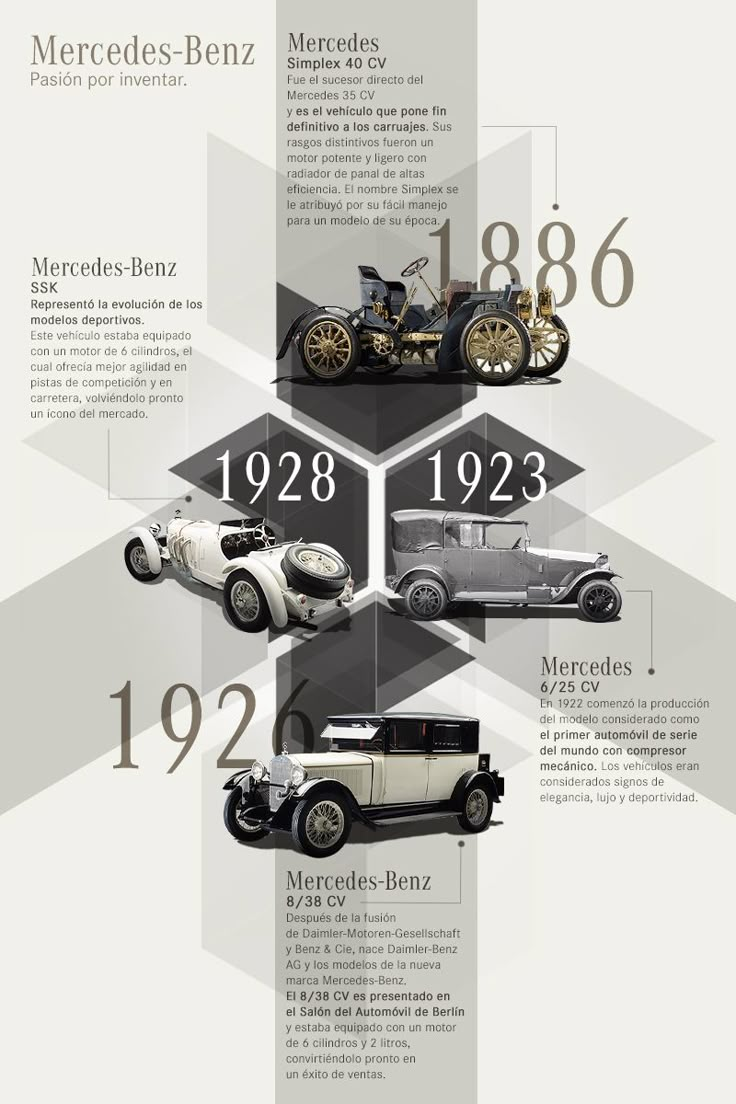 Mercedes-Benz
Pasión por inventar.
Mercedes
Simplex 40 CV
Fue el sucesor directo del
Mercedes 35 CV
y es el vehículo que pone fin
definitivo a los carruajes. Sus
rasgos distintivos fueron un
motor potente y ligero con
radiador de panal de altas
eficiencia. El nombre Simplex se
le atribuyó por su fácil manejo
para un modelo de su época.
1886
Mercedes-Benz
SSK
Representó la evolución de los
modelos deportivos.
Este vehículo estaba equipado
con un motor de 6 cilindros, el
cual ofrecía mejor agilidad en
pistas de competición y en
carretera, volviéndolo pronto
un ícono del mercado.
1928
1923
Mercedes
6/25 CV
En 1922 comenzó la producción
del modelo considerado como
el primer automóvil de serie
del mundo con compresor
mecánico. Los vehículos eran
considerados signos de
elegancia, lujo y deportividad.
1926
Mercedes-Benz
8/38 CV
Después de la fusión
de Daimler-Motoren-Gesellschaft
y Benz & Cie, nace Daimler-Benz
AG y los modelos de la nueva
marca Mercedes-Benz.
El 8/38 CV es presentado en
el Salón del Automóvil de Berlín
y estaba equipado con un motor
de 6 cilindros y 2 litros,
convirtiéndolo pronto en
un éxito de ventas.